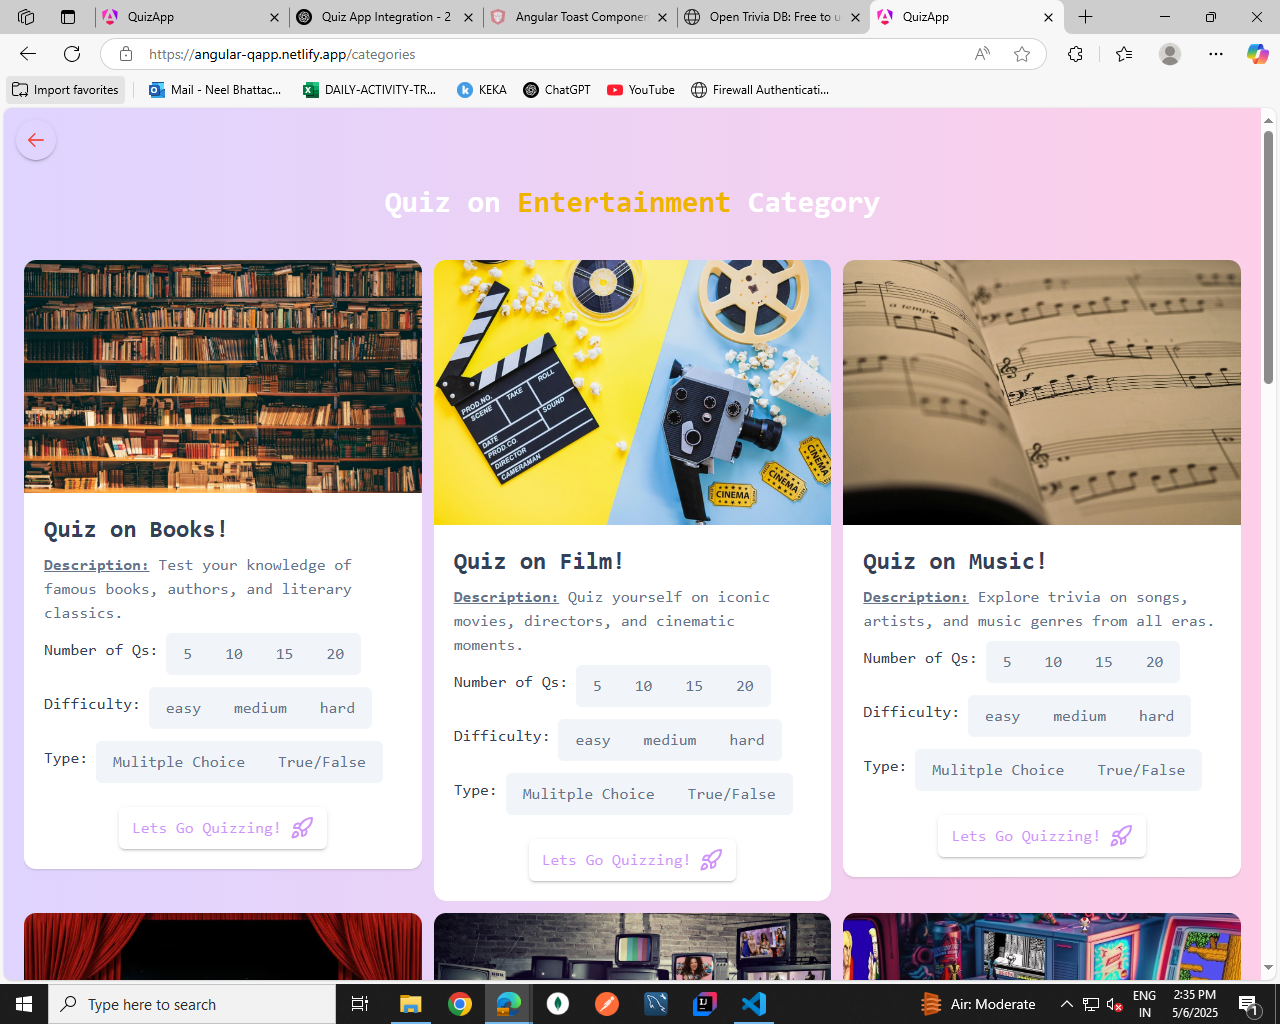 QuizApp
Quiz App Integration - 2
Angular Toast Componen
Open Trivia DB: Free to u
QuizApp
https://angular-qapp.netlify.app/categories
Import favorites
Mail - Neel Bhattac...
DAILY-ACTIVITY-TR...
KEKA
ChatGPT
YouTube
Firewall Authenticati...
Quiz on Entertainment Category
PROD.NO.
SCENE
TAKE
ROLL
SOUND
DATE
PROD.CO.
DIRECTOR
CAMERAMAN
CINEMA
CINEMA
CINEMA
a tempo
Quiz on Books!
Description: Test your knowledge of
famous books, authors, and literary
classics.
Number of Qs: 5 10 15 20
Difficulty: easy medium hard
Type: Mulitple Choice True/False
Lets Go Quizzing!
Quiz on Film!
Description: Quiz yourself on iconic
movies, directors, and cinematic
moments.
Number of Qs: 5 10 15 20
Difficulty: easy medium hard
Type: Mulitple Choice True/False
Lets Go Quizzing!
Quiz on Music!
Description: Explore trivia on songs,
artists, and music genres from all eras.
Number of Qs: 5 10 15 20
Difficulty: easy medium hard
Type: Mulitple Choice True/False
Lets Go Quizzing!
Type here to search
Air: Moderate
ENG
IN
2:35 PM
5/6/2025
1